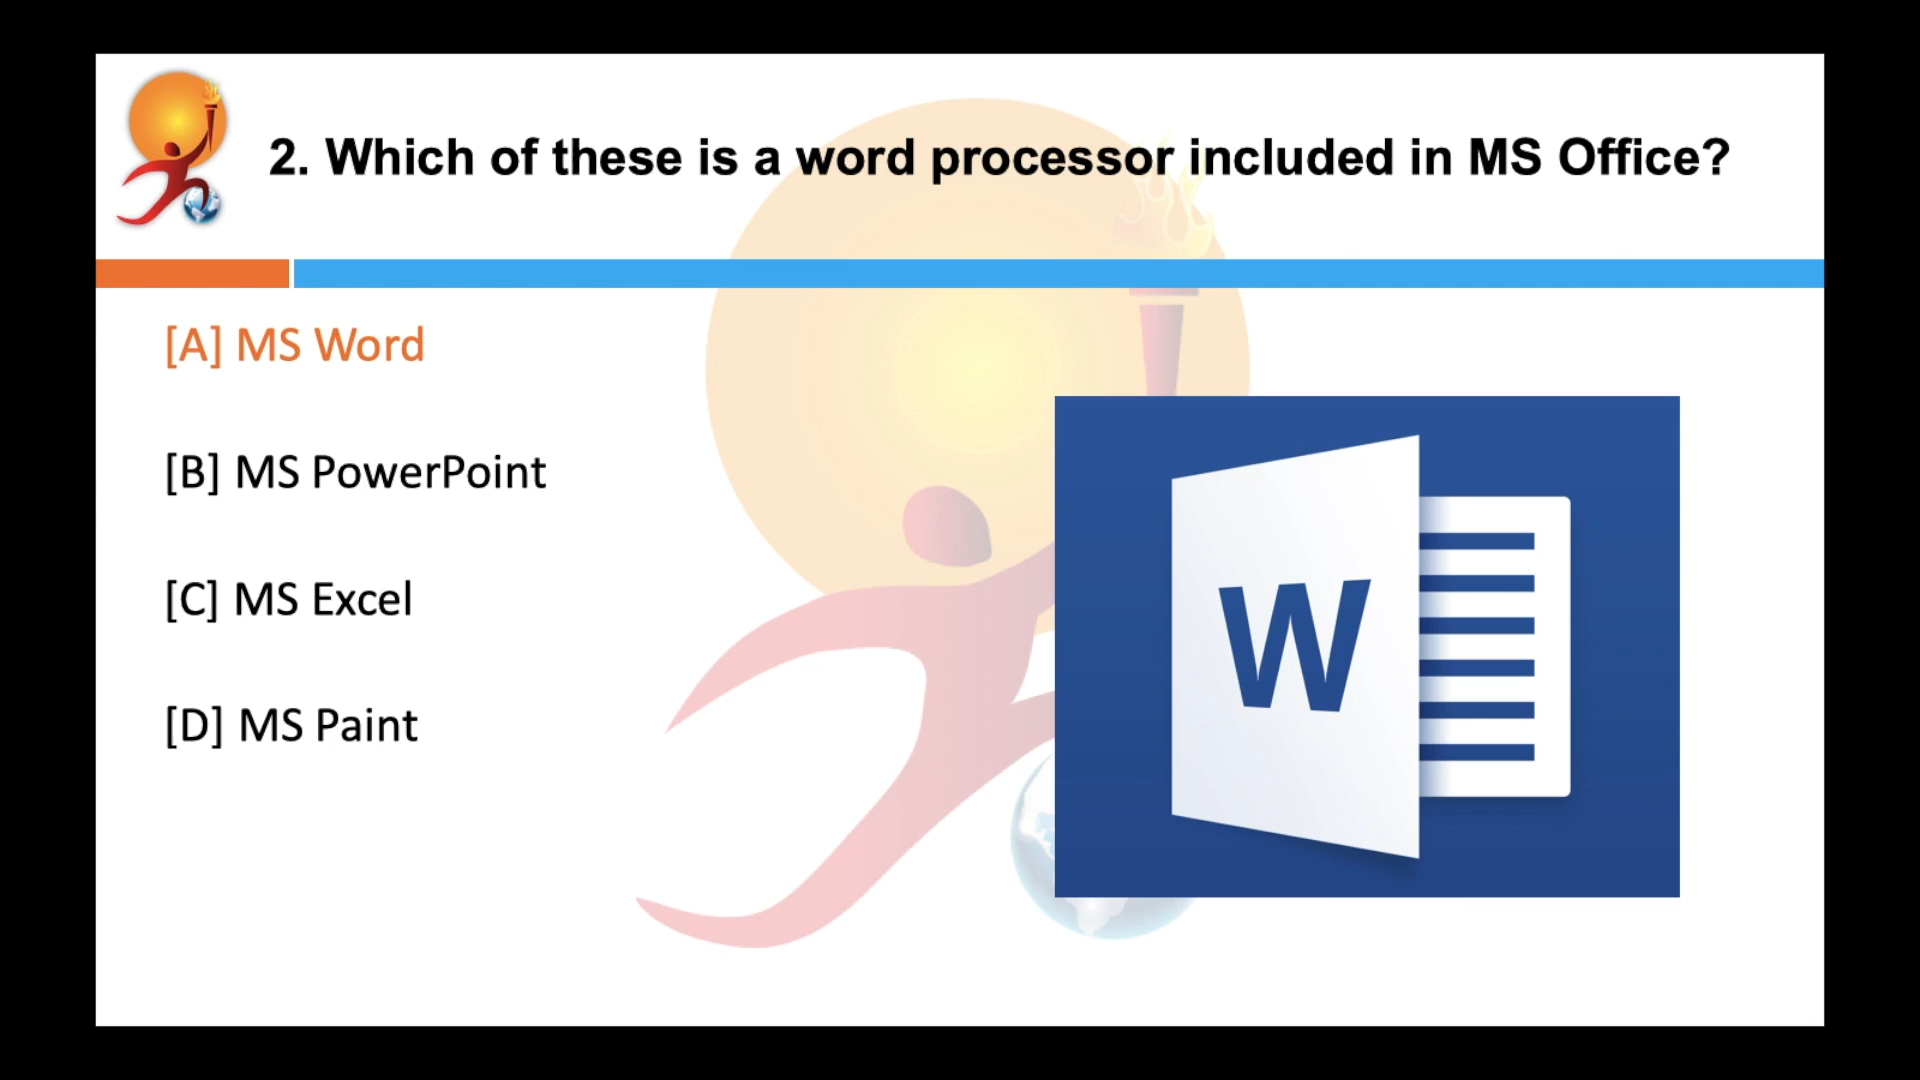 2. Which of these is a word processor included in MS Office?
[A] MS Word
[B] MS PowerPoint
[C] MS Excel
[D] MS Paint
W